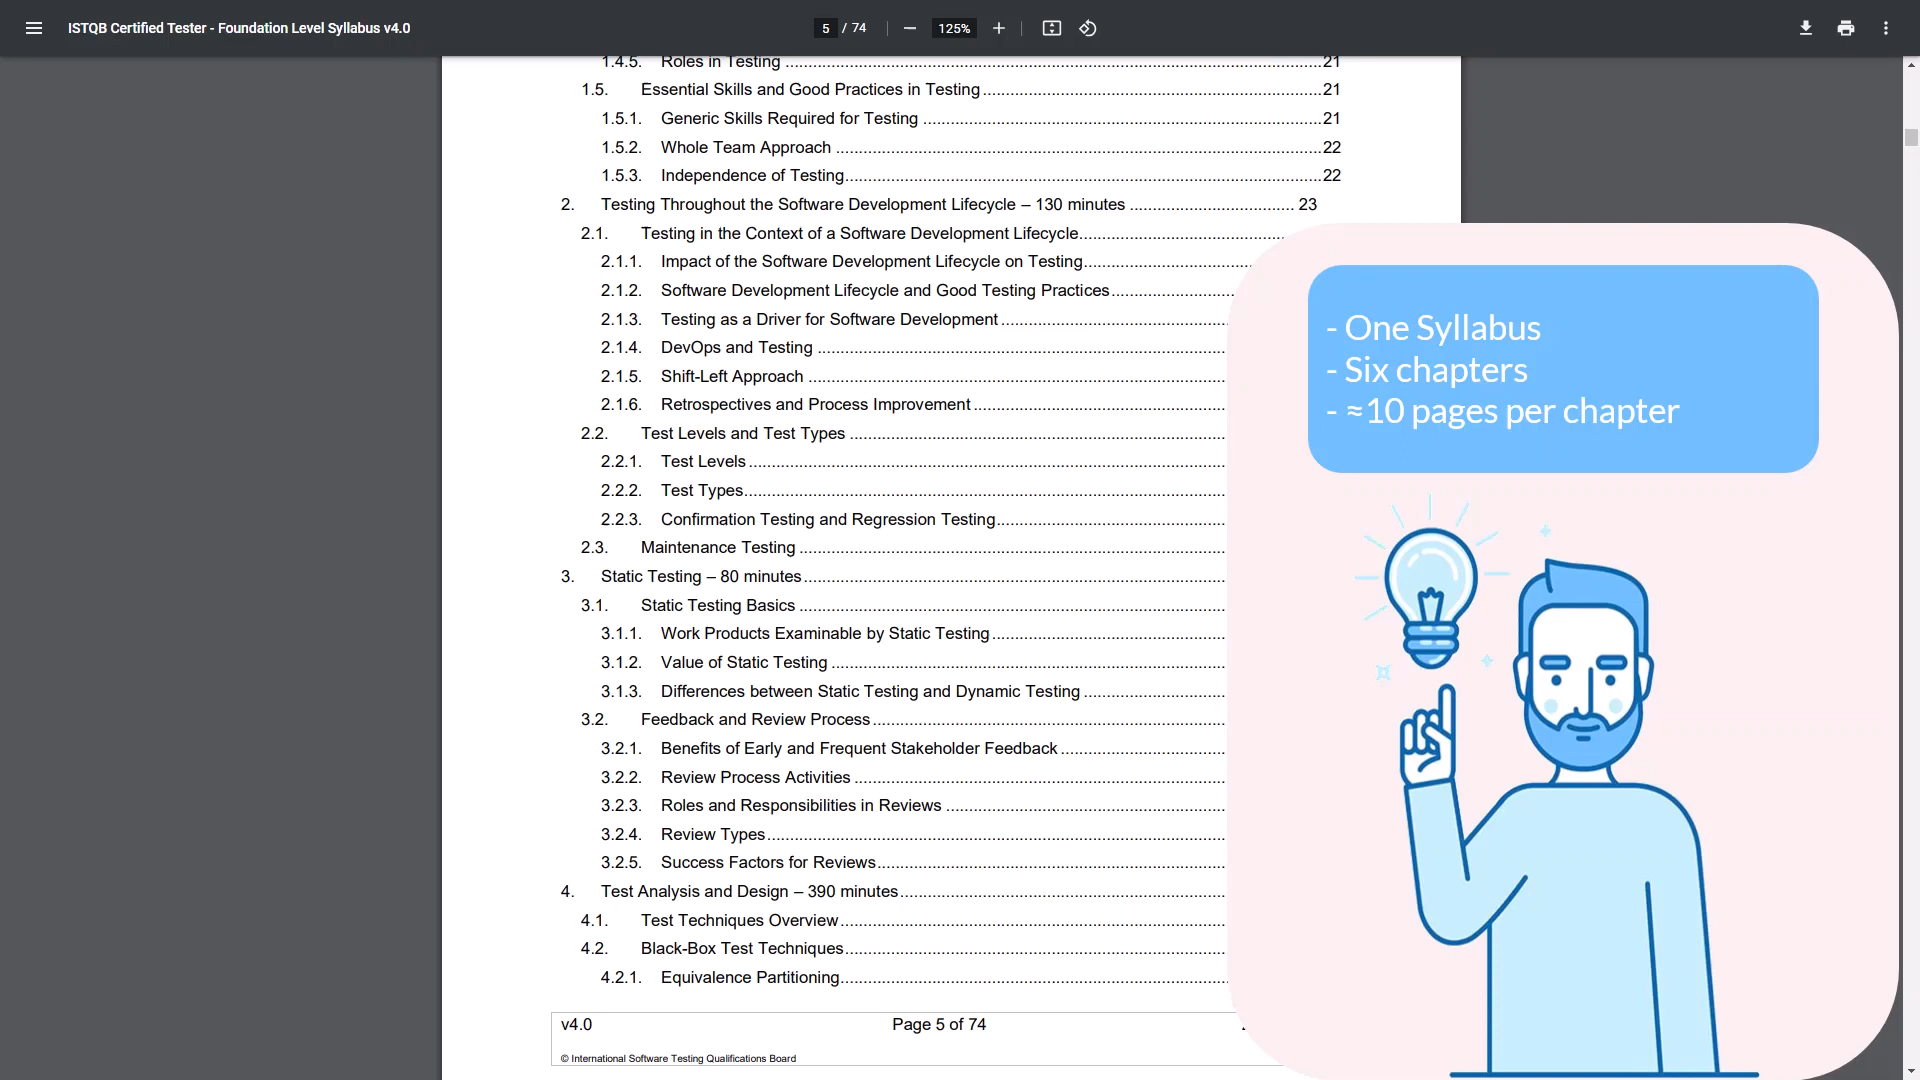 ISTQB Certified Tester - Foundation Level Syllabus v4.0
5 / 74
125%
1.4.5. Roles in Testing ........ 21
1.5. Essential Skills and Good Practices in Testing ........ 21
1.5.1. Generic Skills Required for Testing ........ 21
1.5.2. Whole Team Approach ........ 22
1.5.3. Independence of Testing ........ 22
2. Testing Throughout the Software Development Lifecycle – 130 minutes ........ 23
2.1. Testing in the Context of a Software Development Lifecycle ........
2.1.1. Impact of the Software Development Lifecycle on Testing ........
2.1.2. Software Development Lifecycle and Good Testing Practices ........
2.1.3. Testing as a Driver for Software Development ........
2.1.4. DevOps and Testing ........
2.1.5. Shift-Left Approach ........
2.1.6. Retrospectives and Process Improvement ........
2.2. Test Levels and Test Types ........
2.2.1. Test Levels ........
2.2.2. Test Types ........
2.2.3. Confirmation Testing and Regression Testing ........
2.3. Maintenance Testing ........
3. Static Testing – 80 minutes ........
3.1. Static Testing Basics ........
3.1.1. Work Products Examinable by Static Testing ........
3.1.2. Value of Static Testing ........
3.1.3. Differences between Static Testing and Dynamic Testing ........
3.2. Feedback and Review Process ........
3.2.1. Benefits of Early and Frequent Stakeholder Feedback ........
3.2.2. Review Process Activities ........
3.2.3. Roles and Responsibilities in Reviews ........
3.2.4. Review Types ........
3.2.5. Success Factors for Reviews ........
4. Test Analysis and Design – 390 minutes ........
4.1. Test Techniques Overview ........
4.2. Black-Box Test Techniques ........
4.2.1. Equivalence Partitioning ........
v4.0 Page 5 of 74
© International Software Testing Qualifications Board
- One Syllabus
- Six chapters
- ≈10 pages per chapter